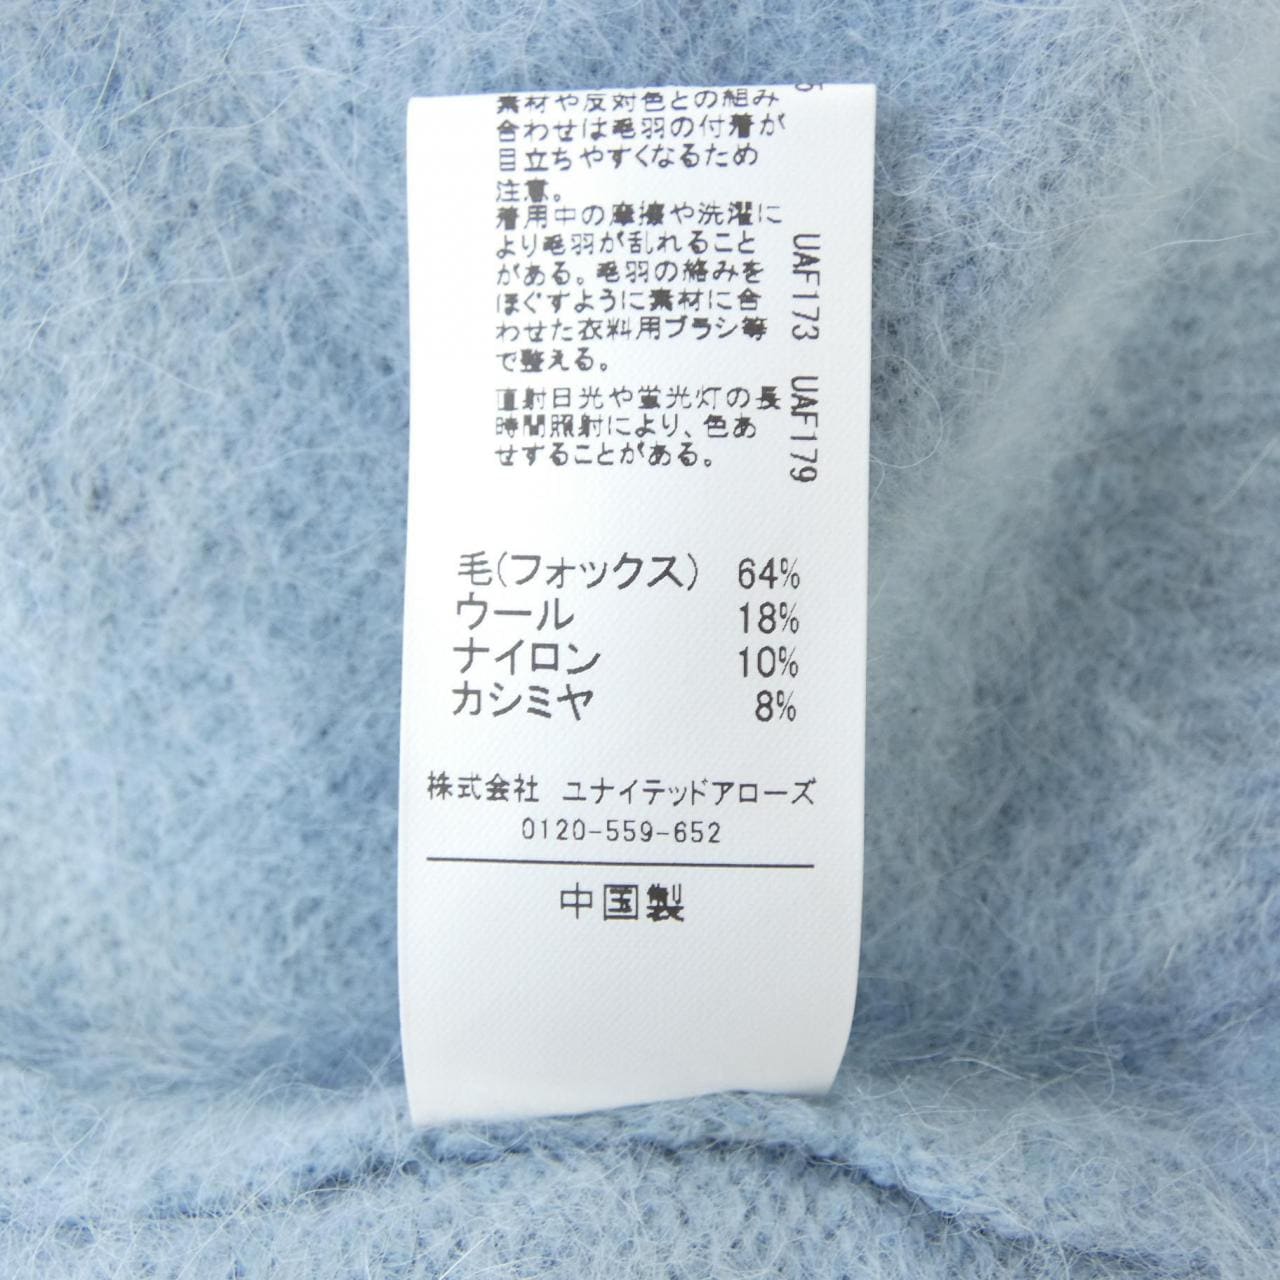 素材や反対色との組み
合わせは毛羽の付着が
目立ちやすくなるため
注意。
着用中の摩擦や洗濯に
より毛羽が乱れること
がある。毛羽の絡みを
ほぐすように素材に合
わせた衣料用ブラシ等
で整える。
直射日光や蛍光灯の長
時間照射により、色あ
せすることがある。
UAF173 UAF179
毛(フォックス) 64%
ウール 18%
ナイロン 10%
カシミヤ 8%
株式会社 ユナイテッドアローズ
0120-559-652
中国製